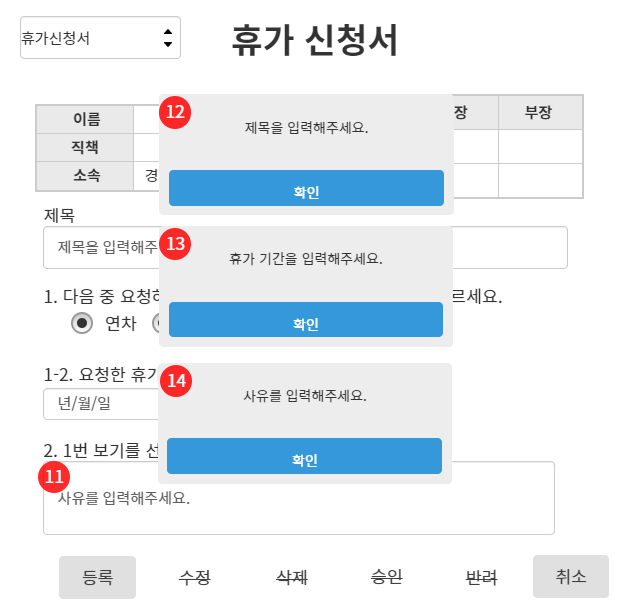 휴가신청서
휴가 신청서
12
제목을 입력해주세요.
확인
이름
직책
소속
경
장
부장
제목
제목을 입력해주
13
휴가 기간을 입력해주세요.
확인
1. 다음 중 요청
르세요.
연차
14
사유를 입력해주세요.
확인
1-2. 요청한 휴가
년/월/일
2. 1번 보기를 선
11
사유를 입력해주세요.
등록 수정 삭제 승인 반려 취소